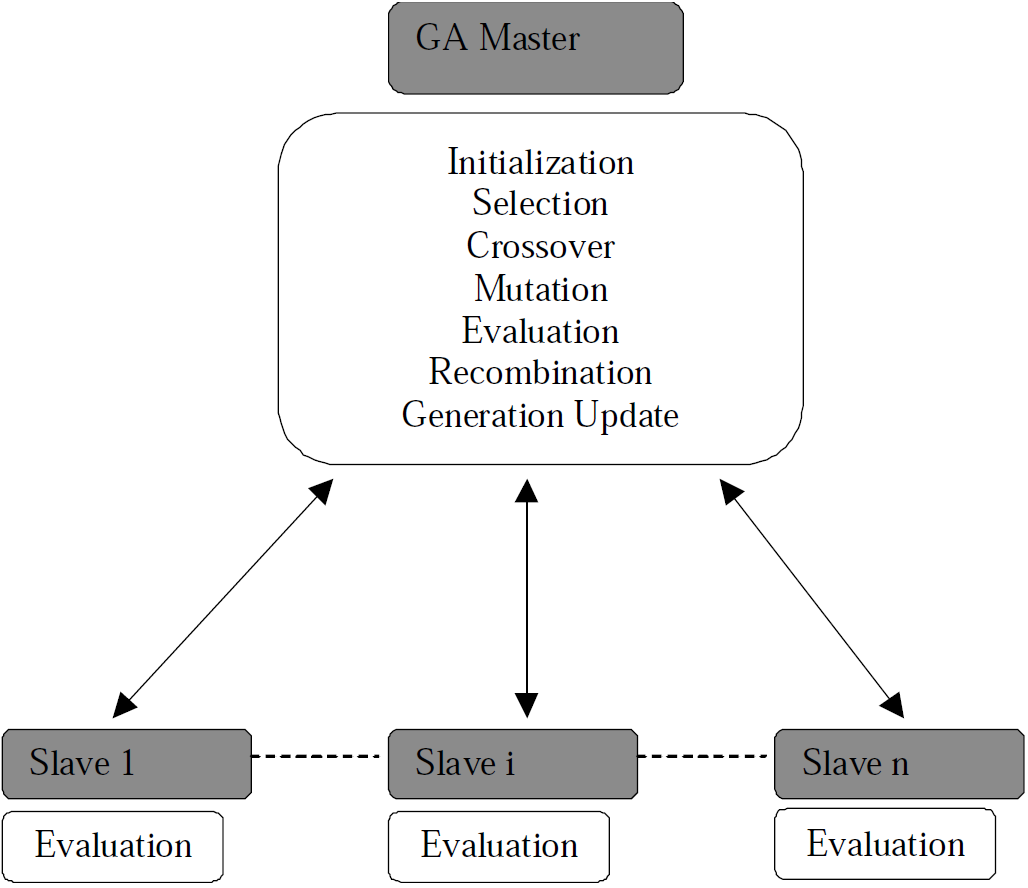 GA Master
Initialization
Selection
Crossover
Mutation
Evaluation
Recombination
Generation Update
Slave 1
Slave i
Slave n
Evaluation
Evaluation
Evaluation